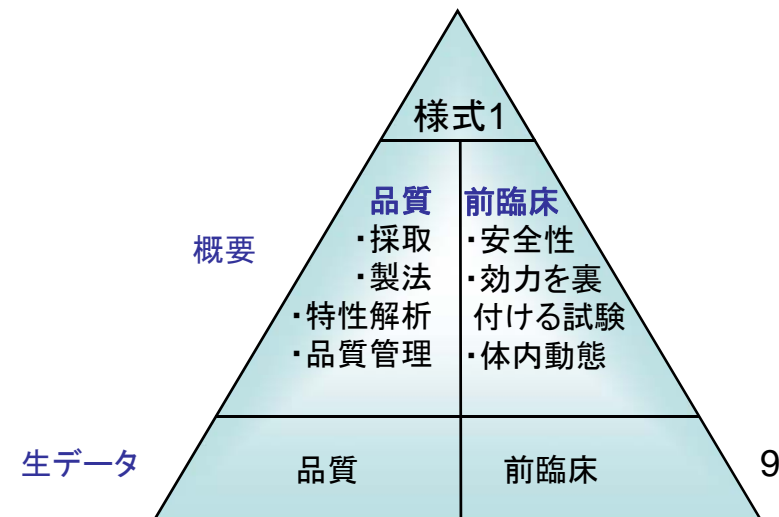 様式1
概要
品質
・採取
・製法
・特性解析
・品質管理
前臨床
・安全性
・効力を裏
付ける試験
・体内動態
生データ
品質
前臨床
9